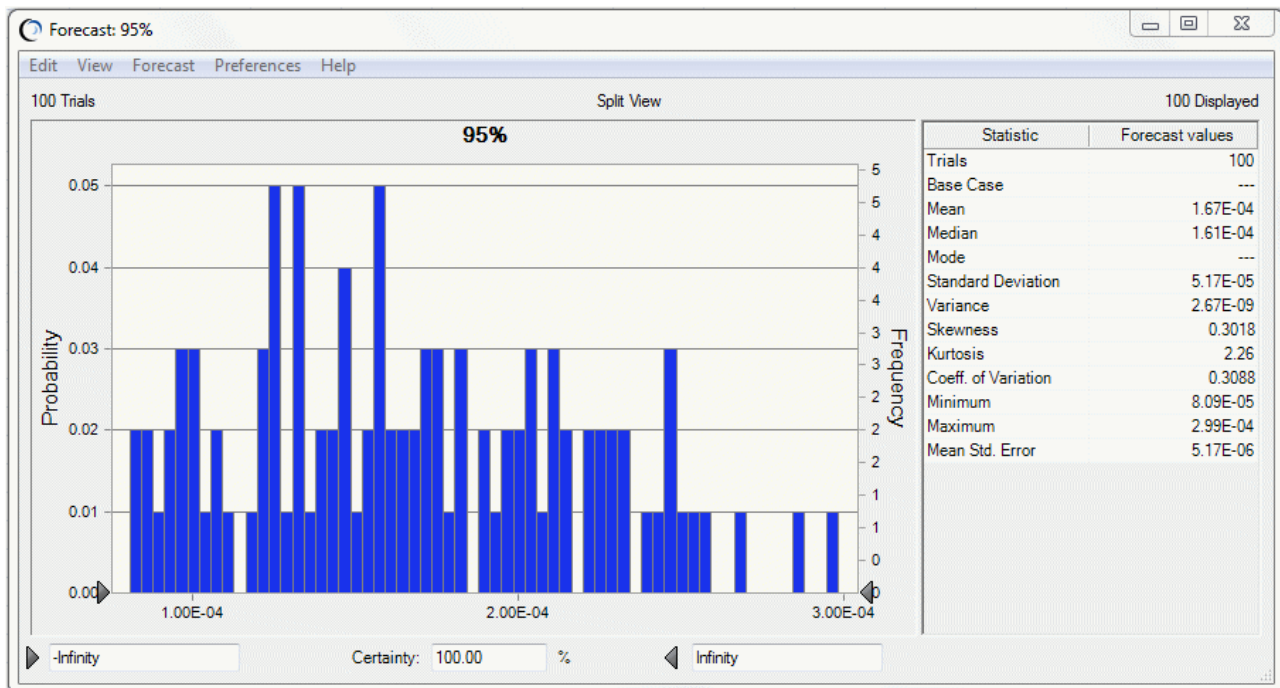 Forecast: 95%
Edit View Forecast Preferences Help
100 Trials Split View 100 Displayed
95%
Probability
0.05
0.04
0.03
0.02
0.01
0.00
5
5
4
4
4
3
3
2
2
2
1
1
0
0
Frequency
1.00E-04 2.00E-04 3.00E-04
Statistic Forecast values
Trials 100
Base Case ---
Mean 1.67E-04
Median 1.61E-04
Mode ---
Standard Deviation 5.17E-05
Variance 2.67E-09
Skewness 0.3018
Kurtosis 2.26
Coeff. of Variation 0.3088
Minimum 8.09E-05
Maximum 2.99E-04
Mean Std. Error 5.17E-06
-Infinity Certainty: 100.00 % Infinity